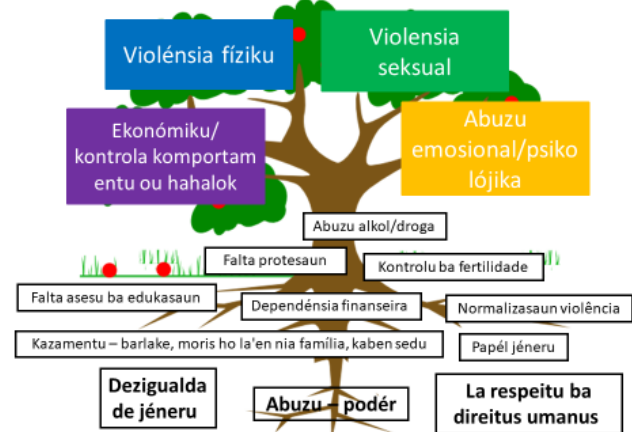 Violénsia fíziku
Violensia
seksual
Ekonómiku/
kontrola komportam
entu ou hahalok
Abuzu
emosional/psiko
lójika
Abuzu alkol/droga
Falta protesaun
Kontrolu ba fertilidade
Falta asesu ba edukasaun
Dependénsia finanseira
Normalizasaun violência
Kazamentu – barlake, moris ho la'en nia família, kaben sedu
Papél jéneru
Dezigualda
de jéneru
Abuzu – podér
La respeitu ba
direitus umanus